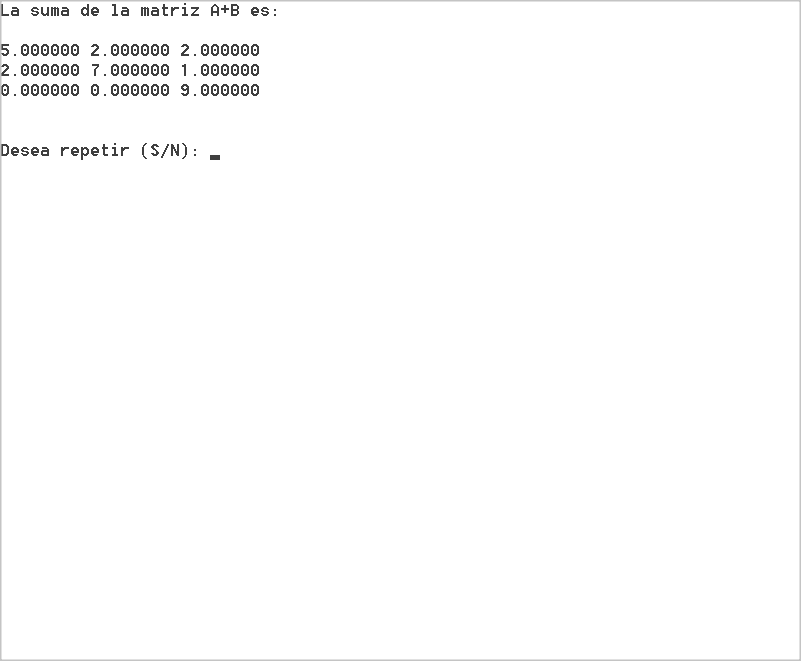 La suma de la matriz A+B es:
5.000000 2.000000 2.000000
2.000000 7.000000 1.000000
0.000000 0.000000 9.000000
Desea repetir (S/N): _